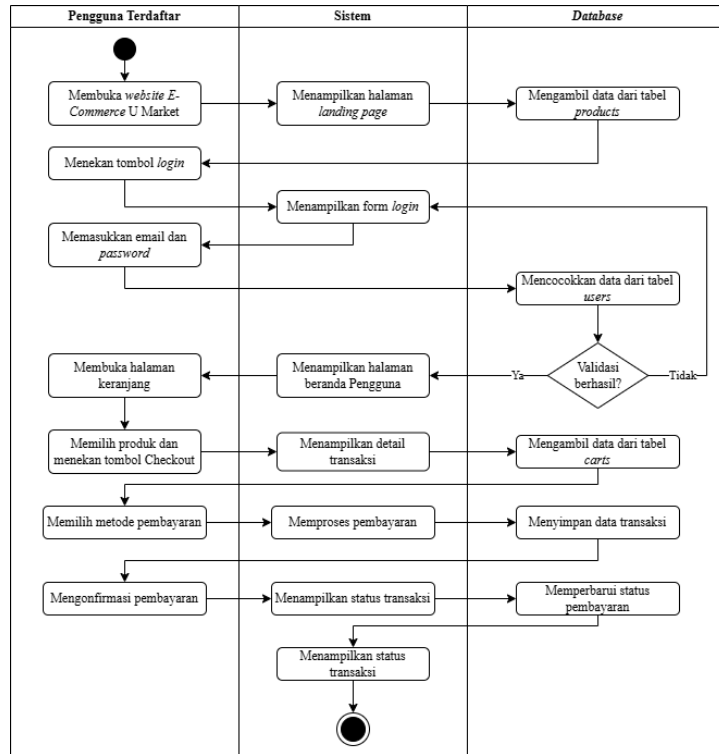 Pengguna Terdaftar
Sistem
Database
Membuka website E-
Commerce U Market
Menampilkan halaman
landing page
Mengambil data dari tabel
products
Menekan tombol login
Menampilkan form login
Memasukkan email dan
password
Mencocokkan data dari tabel
users
Membuka halaman
keranjang
Menampilkan halaman
beranda Pengguna
Ya
Validasi
berhasil?
Tidak
Memilih produk dan
menekan tombol Checkout
Menampilkan detail
transaksi
Mengambil data dari tabel
carts
Memilih metode pembayaran
Memproses pembayaran
Menyimpan data transaksi
Mengonfirmasi pembayaran
Menampilkan status transaksi
Memperbarui status
pembayaran
Menampilkan status
transaksi